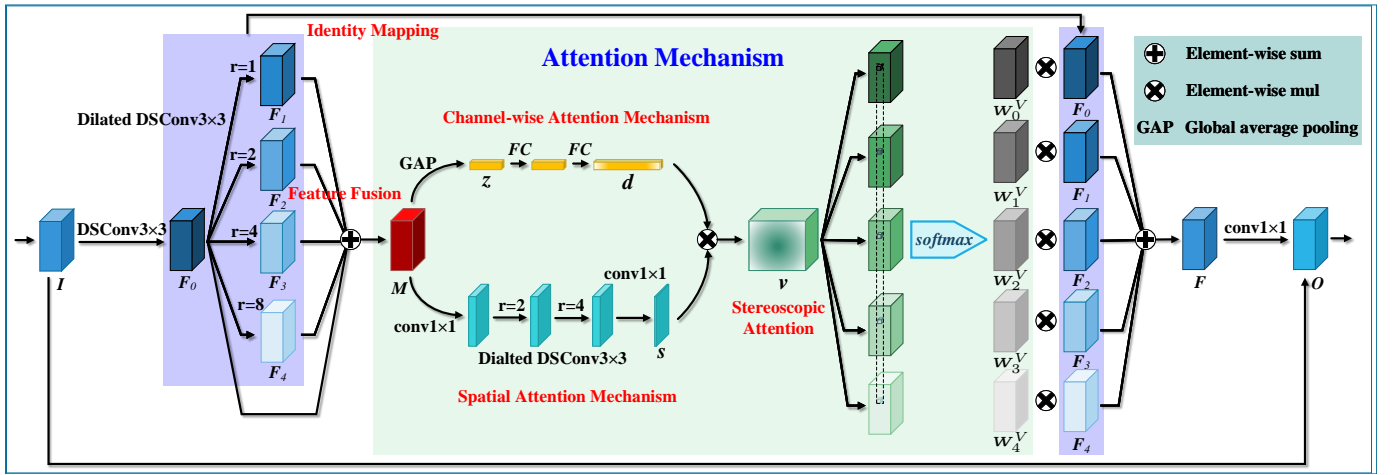 Identity Mapping
Attention Mechanism
r=1
F1
Dilated DSConv3×3
r=2
F2
Feature Fusion
DSConv3×3
I
F0
r=4
F3
r=8
F4
Channel-wise Attention Mechanism
GAP
FC
FC
z
d
M
conv1×1
r=2
r=4
conv1×1
s
Dialted DSConv3×3
Spatial Attention Mechanism
v
Stereoscopic
Attention
softmax
W0V
W1V
W2V
W3V
W4V
F0
F1
F2
F3
F4
F
conv1×1
O
Element-wise sum
Element-wise mul
GAP Global average pooling